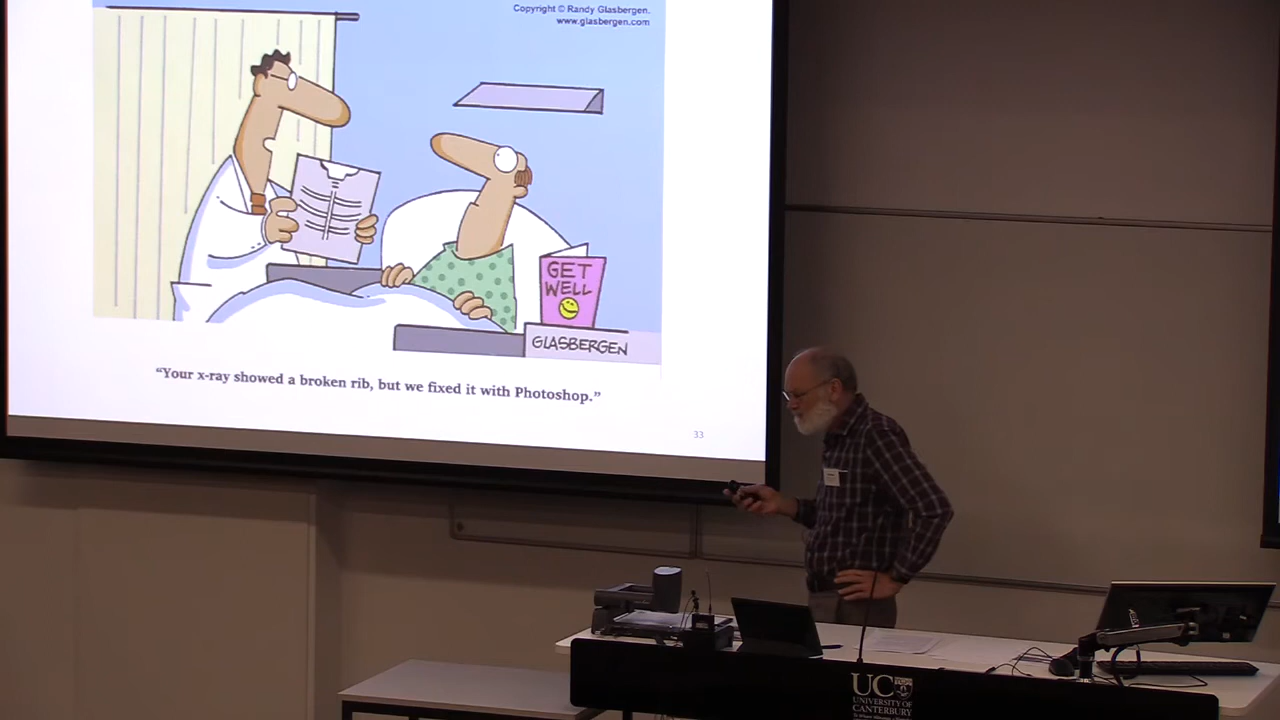 Copyright © Randy Glasbergen.
www.glasbergen.com
GET
WELL
GLASBERGEN
“Your x-ray showed a broken rib, but we fixed it with Photoshop.”
33
UC
UNIVERSITY OF
CANTERBURY